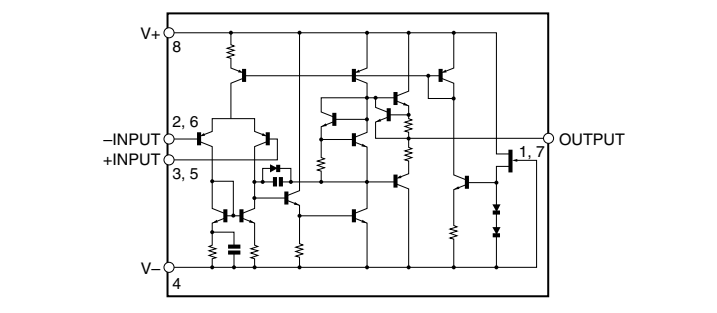 V+
8
2, 6
–INPUT
+INPUT
3, 5
OUTPUT
1, 7
V–
4